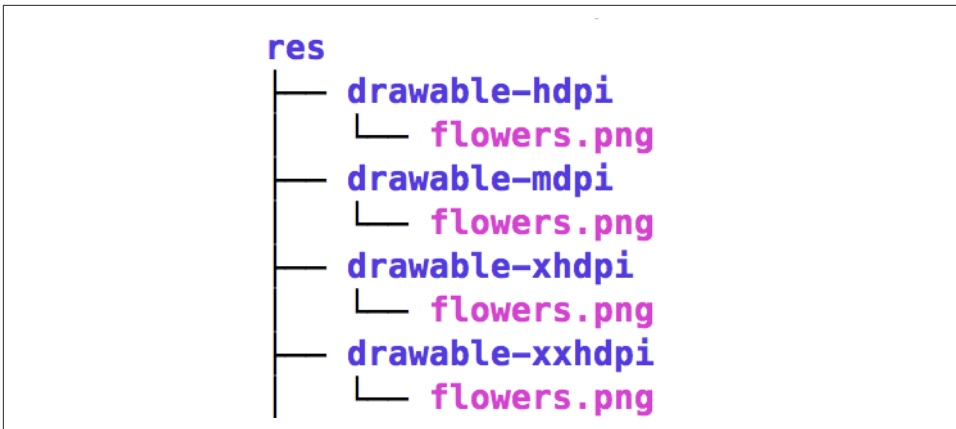 res
├── drawable-hdpi
│   └── flowers.png
├── drawable-mdpi
│   └── flowers.png
├── drawable-xhdpi
│   └── flowers.png
├── drawable-xxhdpi
│   └── flowers.png